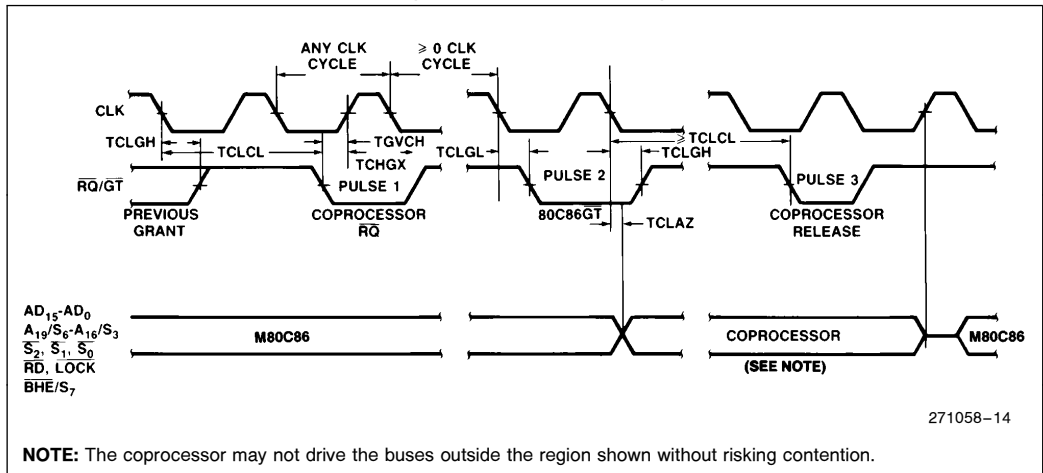 ANY CLK CYCLE
≥ 0 CLK CYCLE
CLK
TCLGH
TCLCL
TGVCH
TCHGX
TCLGL
≥ TCLCL
TCLGH
RQ/GT
PULSE 1
PULSE 2
PULSE 3
PREVIOUS GRANT
COPROCESSOR RQ
80C86GT
TCLAZ
COPROCESSOR RELEASE
AD15-AD0
A19/S6-A16/S3
S2, S1, S0
RD, LOCK
BHE/S7
M80C86
COPROCESSOR
M80C86
(SEE NOTE)
271058–14
NOTE: The coprocessor may not drive the buses outside the region shown without risking contention.